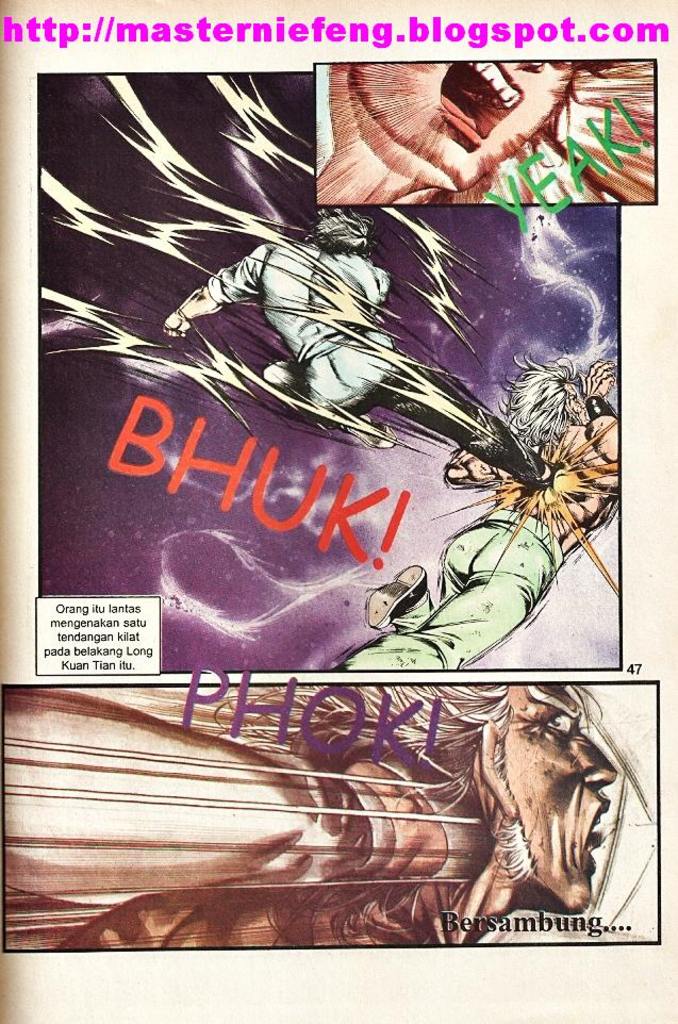 http://masterniefeng.blogspot.com
YEAK!
BHUK!
Orang itu lantas
mengenakan satu
tendangan kilat
pada belakang Long
Kuan Tian itu.
47
PHOK!
Bersambung....